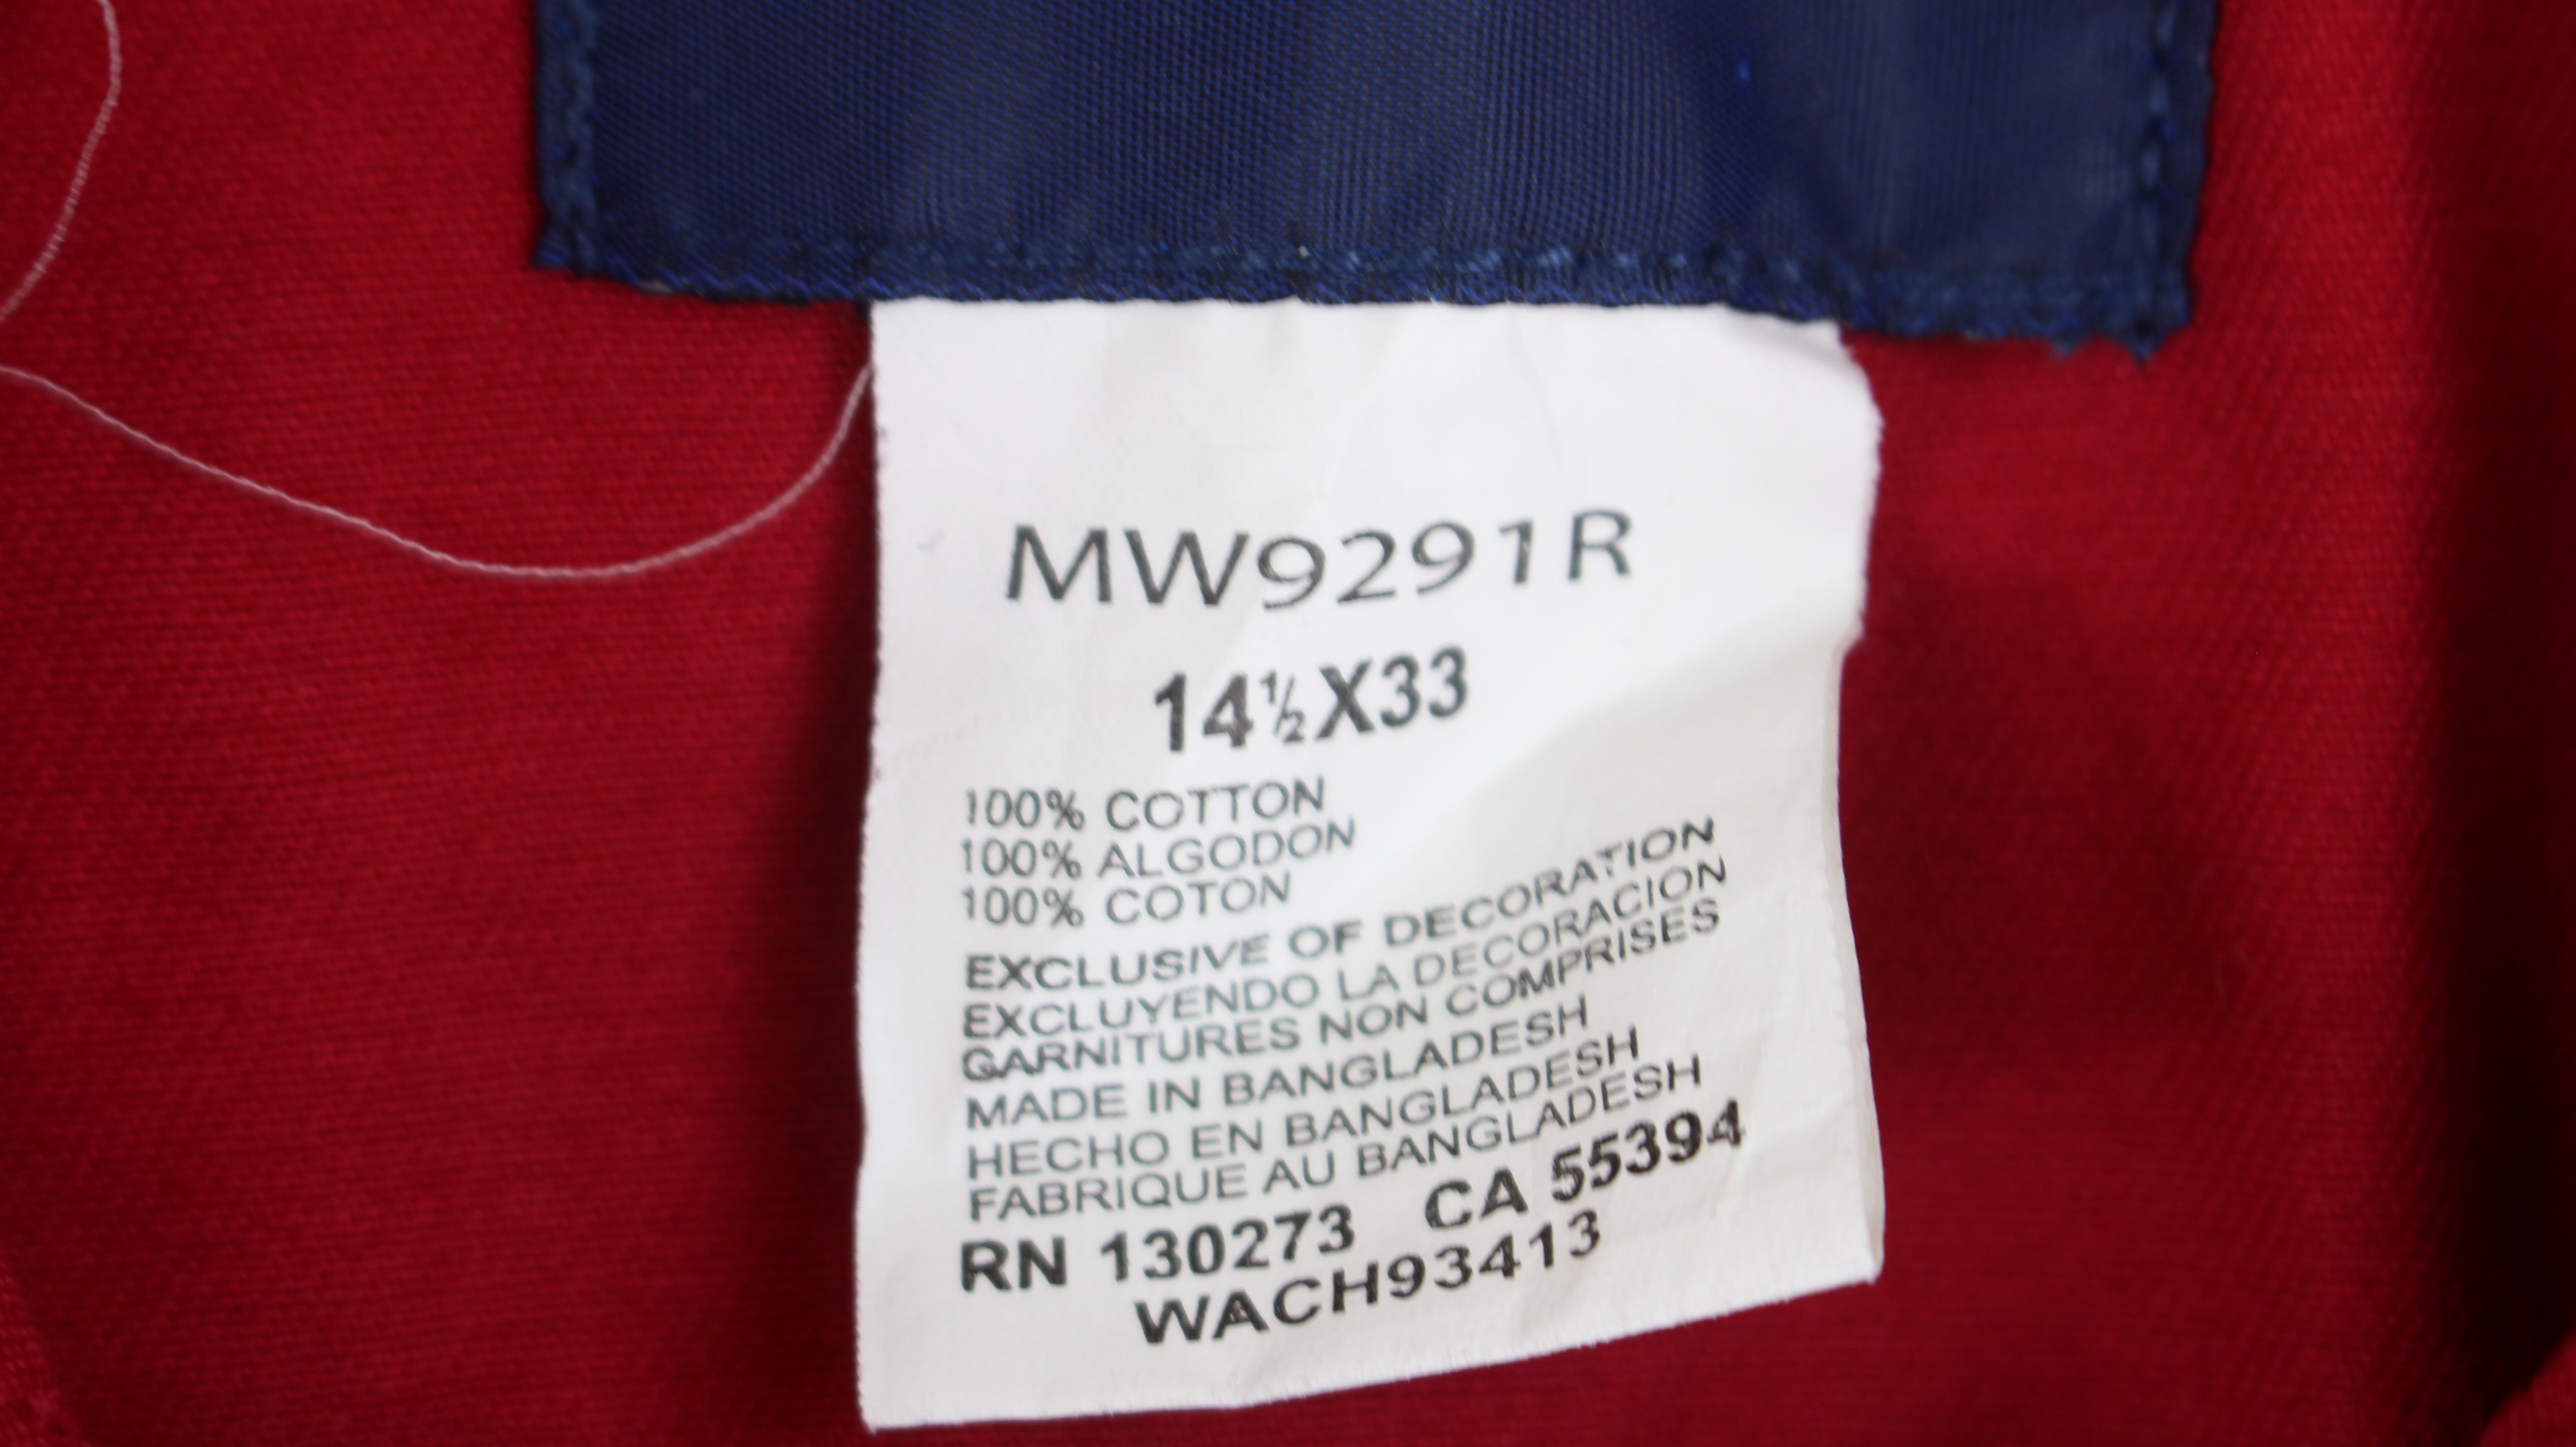 MW9291R
14½X33
100% COTTON
100% ALGODON
100% COTON
EXCLUSIVE OF DECORATION
EXCLUYENDO LA DECORACION
GARNITURES NON COMPRISES
MADE IN BANGLADESH
HECHO EN BANGLADESH
FABRIQUE AU BANGLADESH
RN 130273 CA 55394
WACH93413